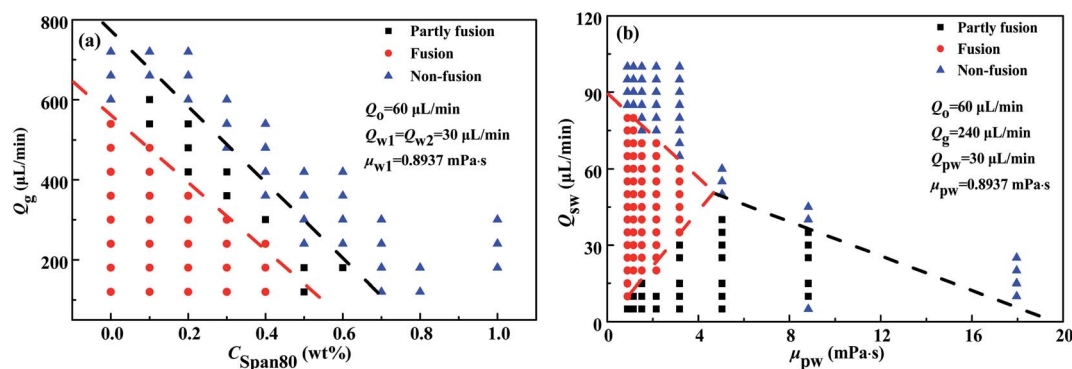 (a)
Partly fusion
Fusion
Non-fusion
Qo=60 μL/min
Qw1=Qw2=30 μL/min
μw1=0.8937 mPa·s
Qg (μL/min)
800
600
400
200
0.0 0.2 0.4 0.6 0.8 1.0
CSpan80 (wt%)
(b)
Partly fusion
Fusion
Non-fusion
Qo=60 μL/min
Qg=240 μL/min
Qpw=30 μL/min
μpw=0.8937 mPa·s
Qsw (μL/min)
120
90
60
30
0
0 4 8 12 16 20
μpw (mPa·s)